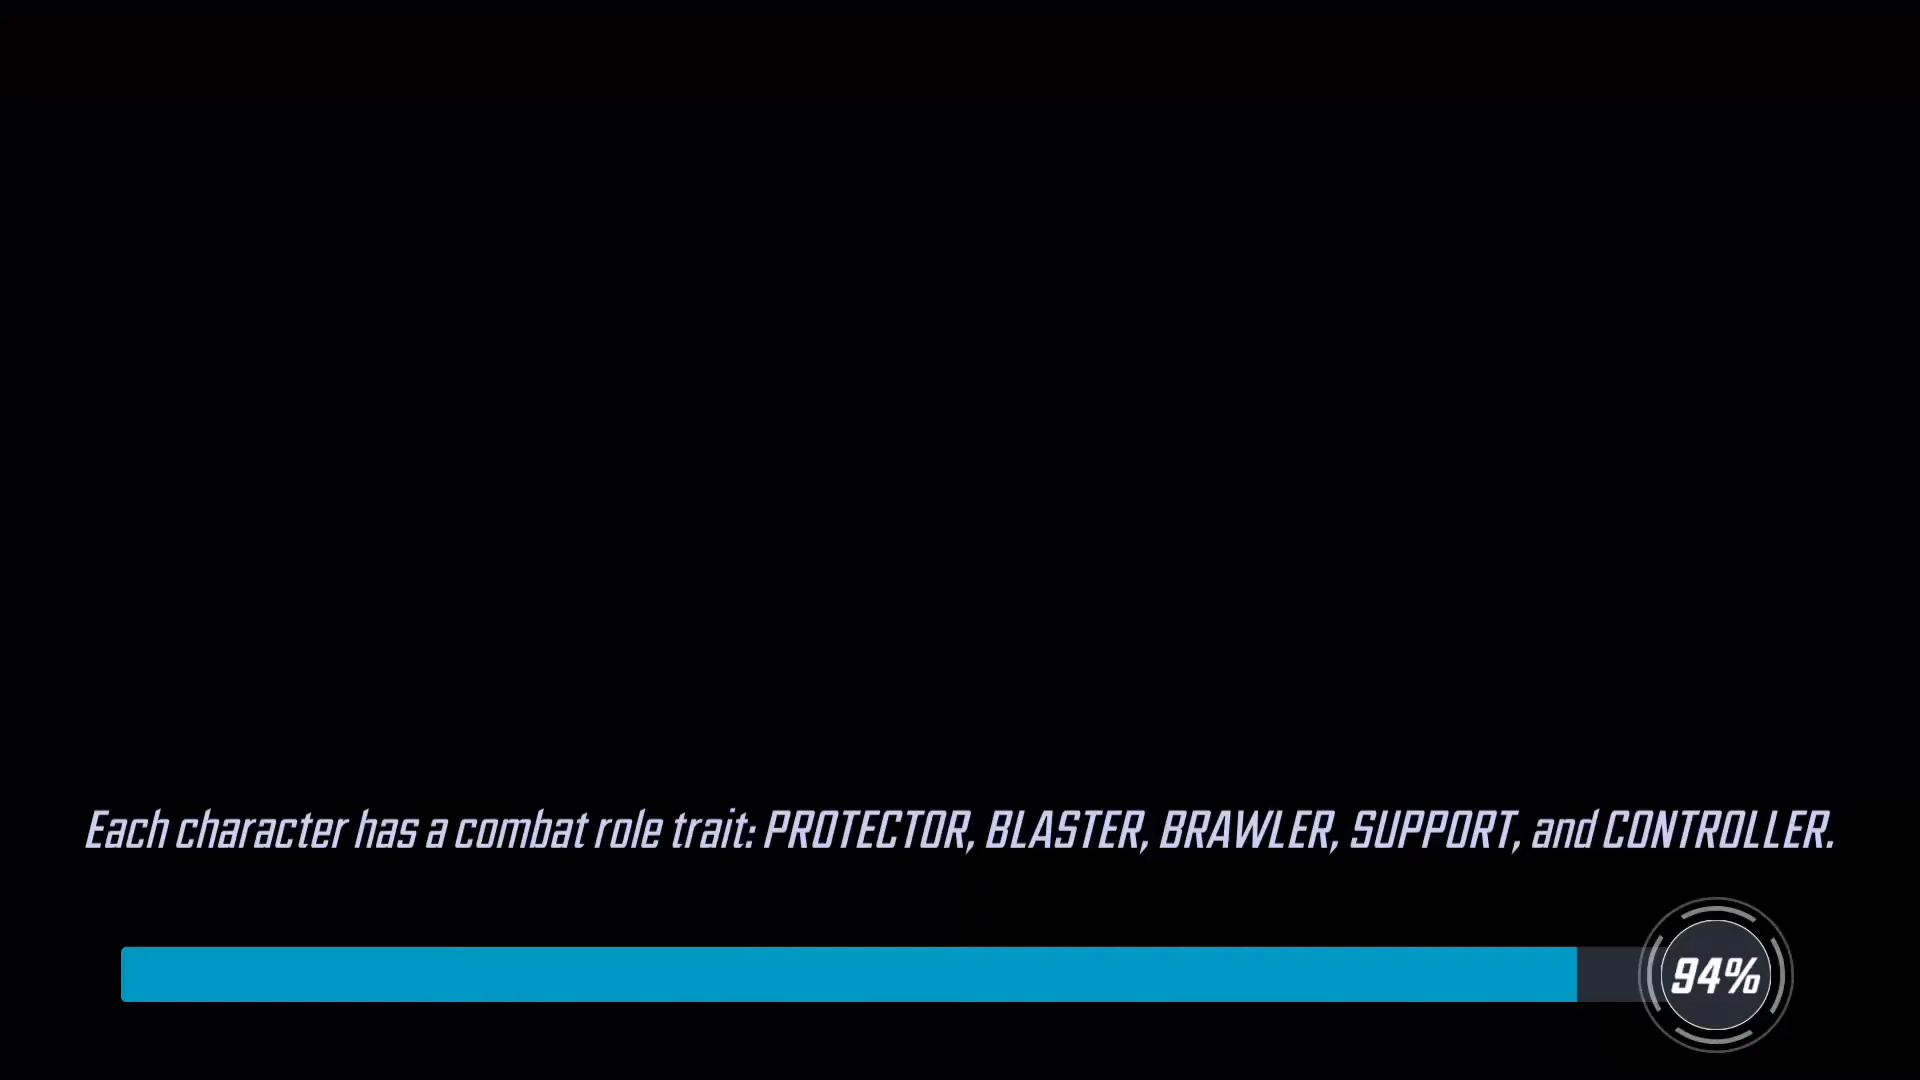 Each character has a combat role trait: PROTECTOR, BLASTER, BRAWLER, SUPPORT, and CONTROLLER.
94%